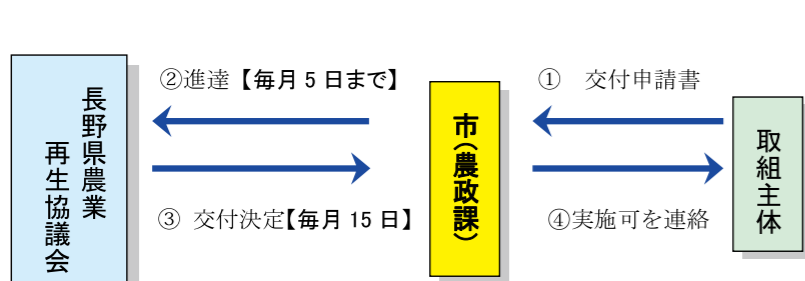 長野県農業
再生協議会
②進達【毎月5日まで】
③ 交付決定【毎月 15 日】
市(農政課)
① 交付申請書
④実施可を連絡
取組主体